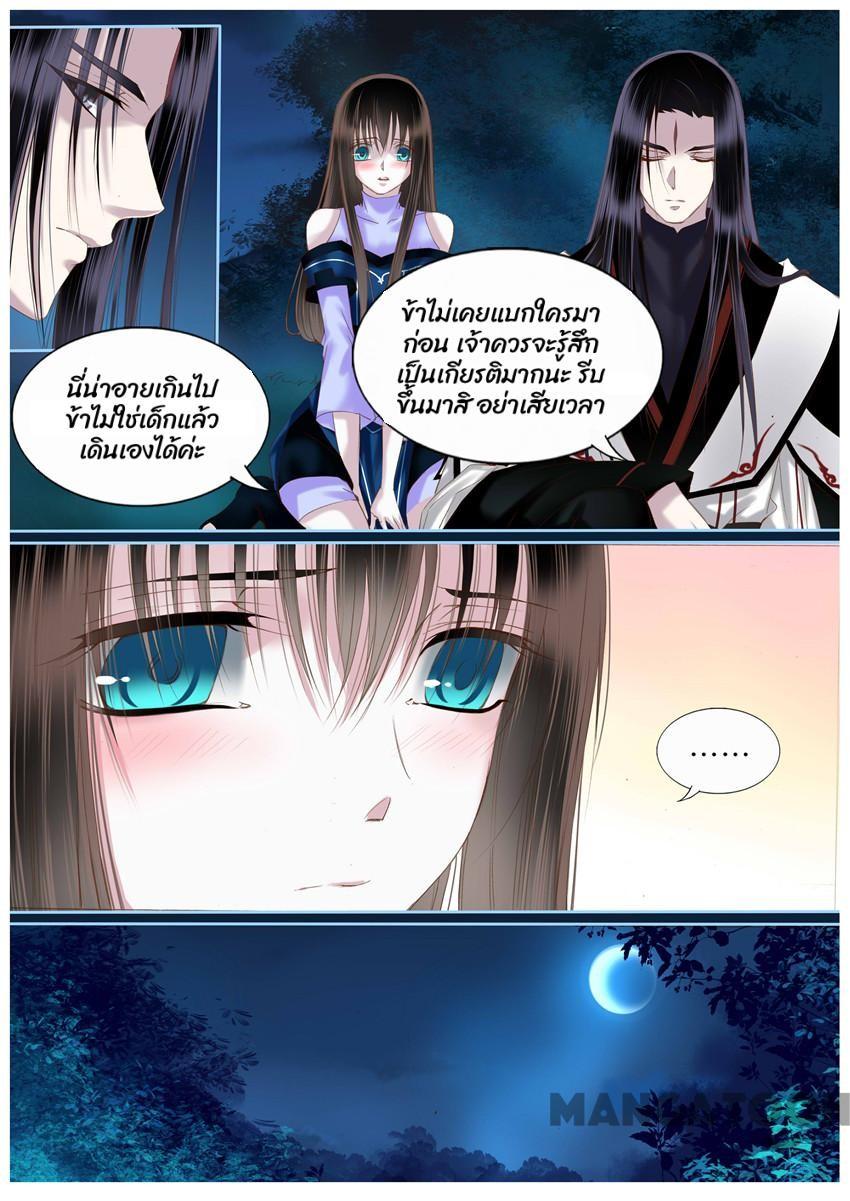 นี่น่าอายเกินไป
ข้าไม่ใช่เด็กแล้ว
เดินเองได้ค่ะ
ข้าไม่เคยแบกใครมา
ก่อน เจ้าควรจะรู้สึก
เป็นเกียรติมากนะ รีบ
ขึ้นมาสิ อย่าเสียเวลา
......
MANGATOON